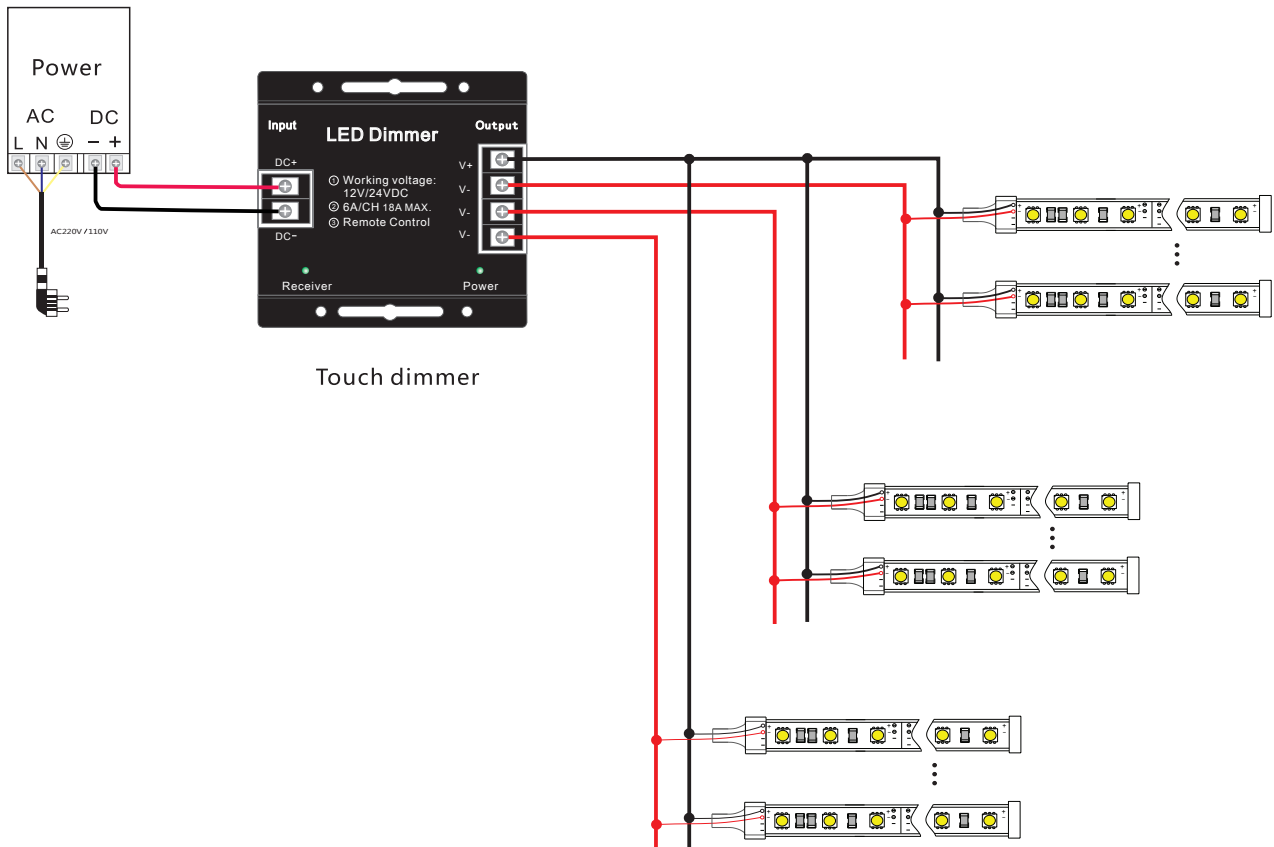 Power
AC DC
L N − +
AC220V/110V
Input
LED Dimmer
Output
DC+
DC−
① Working voltage:
12V/24VDC
② 6A/CH 18A MAX.
③ Remote Control
V+
V-
V-
V-
Receiver
Power
Touch dimmer